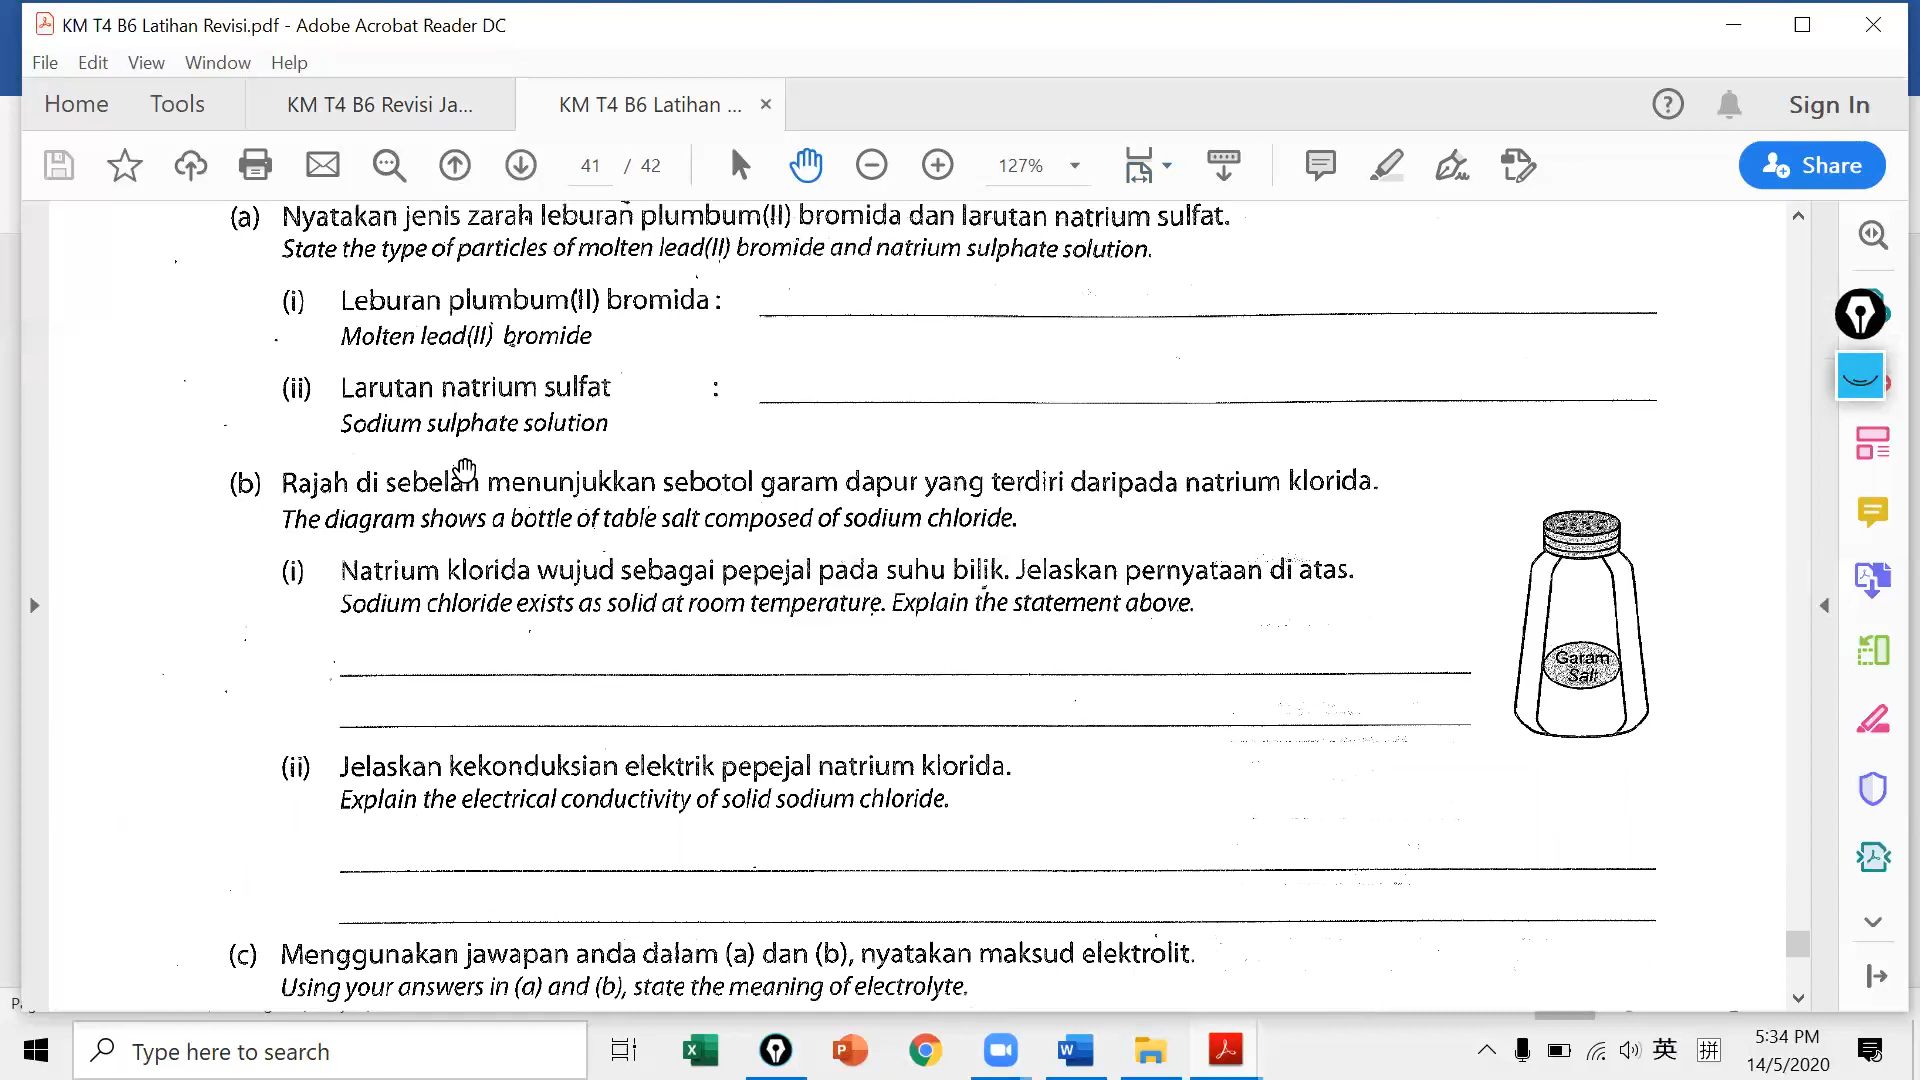 KM T4 B6 Latihan Revisi.pdf - Adobe Acrobat Reader DC
File Edit View Window Help
Home Tools KM T4 B6 Revisi Ja... KM T4 B6 Latihan ... × Sign In
41 / 42 127% Share
(a) Nyatakan jenis zarah leburan plumbum(II) bromida dan larutan natrium sulfat.
State the type of particles of molten lead(II) bromide and natrium sulphate solution.
(i) Leburan plumbum(II) bromida :
Molten lead(II) bromide
(ii) Larutan natrium sulfat :
Sodium sulphate solution
(b) Rajah di sebelah menunjukkan sebotol garam dapur yang terdiri daripada natrium klorida.
The diagram shows a bottle of table salt composed of sodium chloride.
(i) Natrium klorida wujud sebagai pepejal pada suhu bilik. Jelaskan pernyataan di atas.
Sodium chloride exists as solid at room temperature. Explain the statement above.
Garam
Salt
(ii) Jelaskan kekonduksian elektrik pepejal natrium klorida.
Explain the electrical conductivity of solid sodium chloride.
(c) Menggunakan jawapan anda dalam (a) dan (b), nyatakan maksud elektrolit.
Using your answers in (a) and (b), state the meaning of electrolyte.
Type here to search
英 拼
5:34 PM
14/5/2020